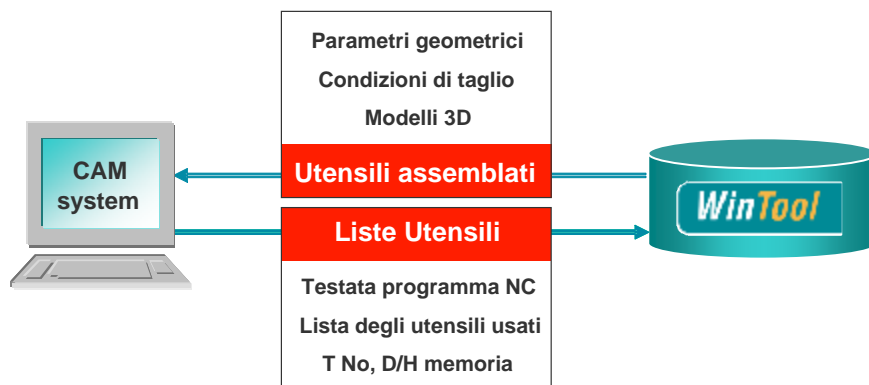 Parametri geometrici
Condizioni di taglio
Modelli 3D
Utensili assemblati
CAM
system
WinTool
Liste Utensili
Testata programma NC
Lista degli utensili usati
T No, D/H memoria